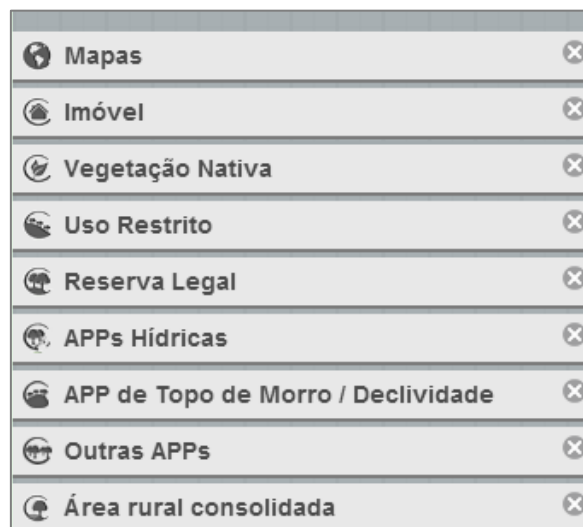 Mapas
Imóvel
Vegetação Nativa
Uso Restrito
Reserva Legal
APPs Hídricas
APP de Topo de Morro / Declividade
Outras APPs
Área rural consolidada